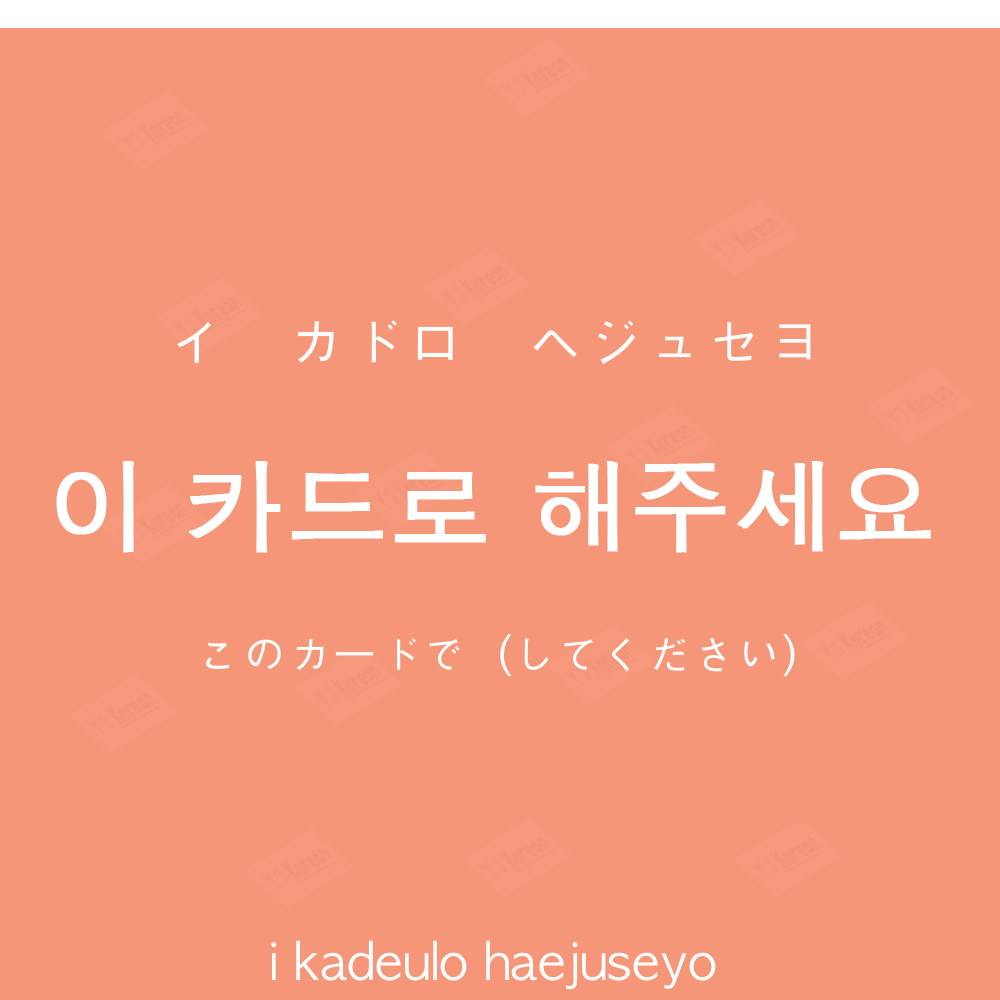 イ カドロ ヘジュセヨ
이 카드로 해주세요
このカードで (してください)
i kadeulo haejuseyo